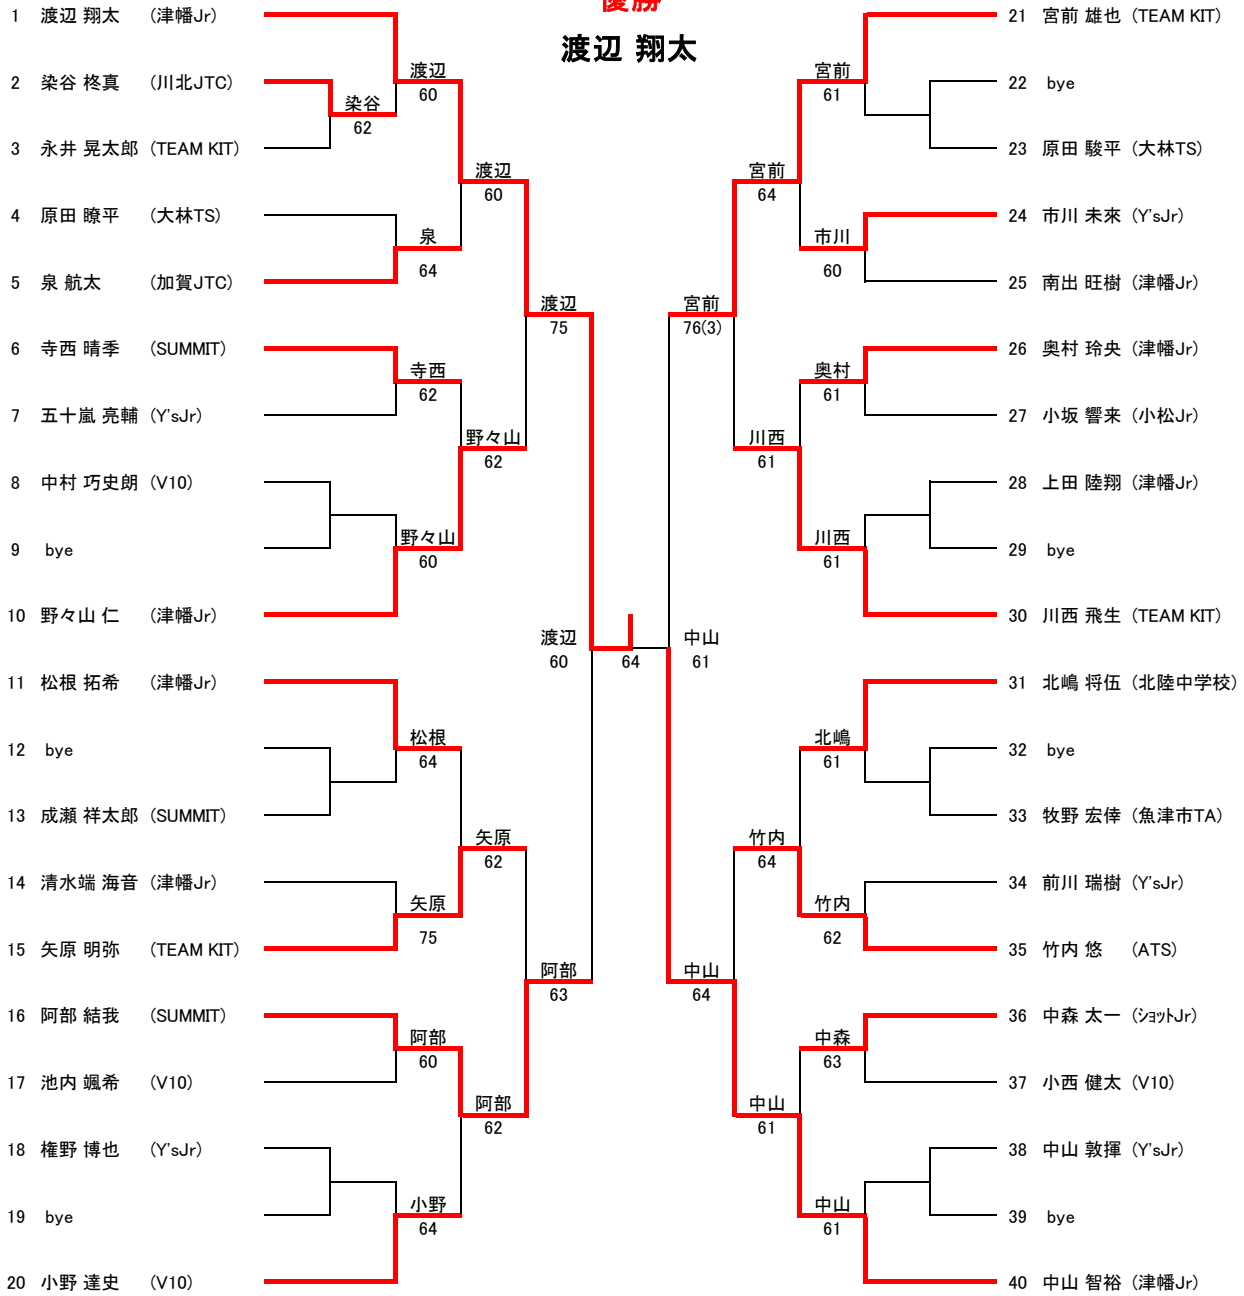 優勝
渡辺 翔太
1 渡辺 翔太 (津幡Jr)
2 染谷 柊真 (川北JTC)
3 永井 晃太郎 (TEAM KIT)
4 原田 瞭平 (大林TS)
5 泉 航太 (加賀JTC)
6 寺西 晴季 (SUMMIT)
7 五十嵐 亮輔 (Y'sJr)
8 中村 巧史朗 (V10)
9 bye
10 野々山 仁 (津幡Jr)
11 松根 拓希 (津幡Jr)
12 bye
13 成瀬 祥太郎 (SUMMIT)
14 清水端 海音 (津幡Jr)
15 矢原 明弥 (TEAM KIT)
16 阿部 結我 (SUMMIT)
17 池内 颯希 (V10)
18 権野 博也 (Y'sJr)
19 bye
20 小野 達史 (V10)
染谷
62
渡辺
60
泉
64
寺西
62
野々山
60
松根
64
矢原
75
阿部
60
小野
64
渡辺
60
野々山
62
矢原
62
阿部
62
渡辺
75
阿部
63
渡辺
60
64
中山
61
宮前
76(3)
中山
64
宮前
64
川西
61
竹内
64
中山
61
宮前
61
市川
60
奥村
61
川西
61
北嶋
61
竹内
62
中森
63
中山
61
21 宮前 雄也 (TEAM KIT)
22 bye
23 原田 駿平 (大林TS)
24 市川 未來 (Y'sJr)
25 南出 旺樹 (津幡Jr)
26 奥村 玲央 (津幡Jr)
27 小坂 響来 (小松Jr)
28 上田 陸翔 (津幡Jr)
29 bye
30 川西 飛生 (TEAM KIT)
31 北嶋 将伍 (北陸中学校)
32 bye
33 牧野 宏倖 (魚津市TA)
34 前川 瑞樹 (Y'sJr)
35 竹内 悠 (ATS)
36 中森 太一 (ｼｮｯﾄJr)
37 小西 健太 (V10)
38 中山 敦揮 (Y'sJr)
39 bye
40 中山 智裕 (津幡Jr)